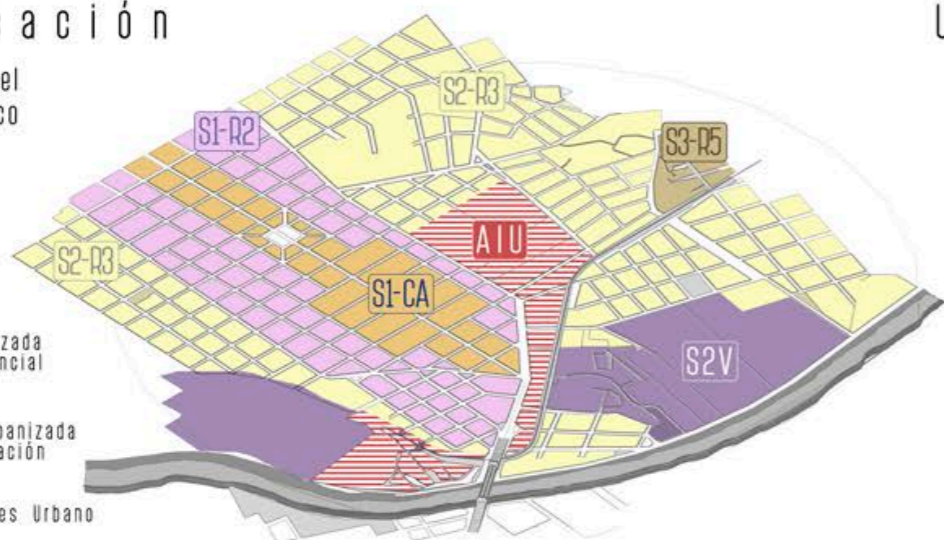 ación
el
co
S2-R3
S1-R2
S3-R5
AIU
S2-R3
S1-CA
S2V
zada
ncial
banizada
ación
es Urbano